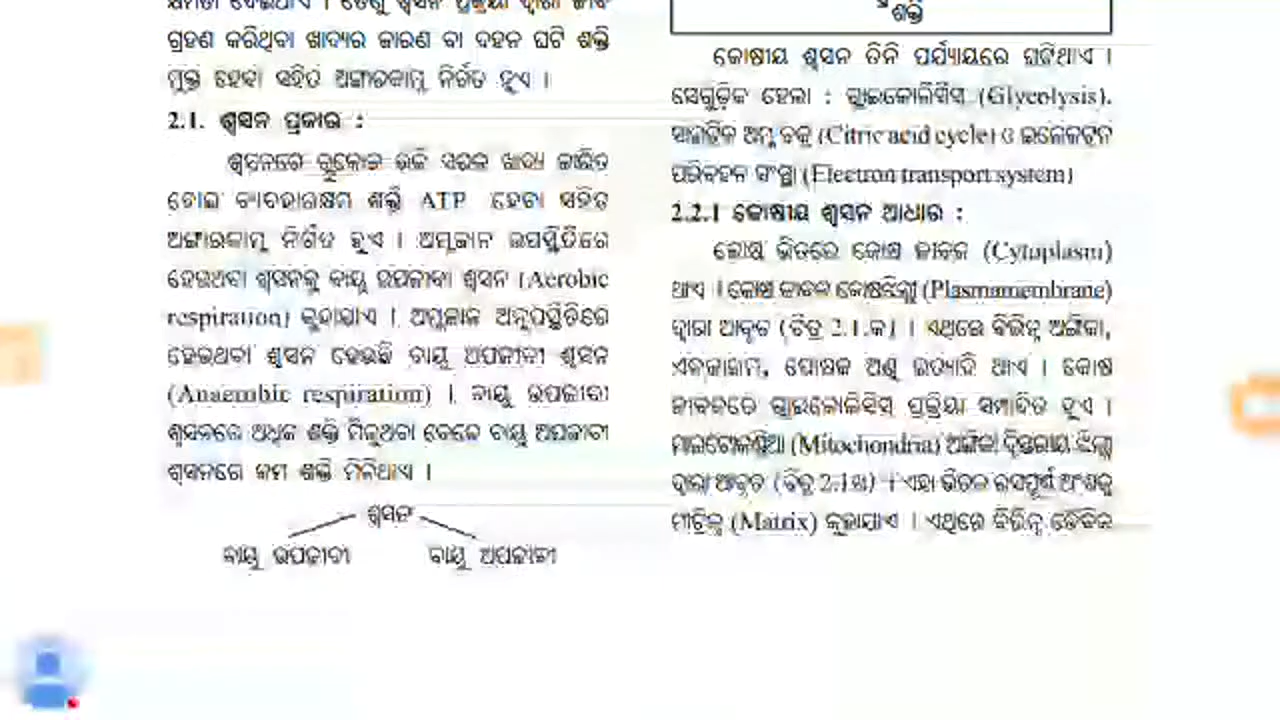 ଗ୍ରହଣ କରିଥିବା ଖାଦ୍ୟର ଜାରଣ ବା ଦହନ ଘଟି ଶକ୍ତି
ମୁକ୍ତ ହେବା ସହିତ ଅଙ୍ଗାରକାମ୍ଳ ନିର୍ଗତ ହୁଏ ।
2.1. ଶ୍ୱସନ ପ୍ରକାର :
ଶ୍ୱସନରେ ଗ୍ଲୁକୋଜ ଭଳି ସରଳ ଖାଦ୍ୟ ଜାରିତ
ହୋଇ ବ୍ୟବହାରକ୍ଷମ ଶକ୍ତି ATP ହେବା ସହିତ
ଅଙ୍ଗାରକାମ୍ଳ ନିର୍ଗତ ହୁଏ । ଅମ୍ଳଜାନ ଉପସ୍ଥିତିରେ
ହେଉଥିବା ଶ୍ୱସନକୁ ବାୟୁ ଉପଜୀବୀ ଶ୍ୱସନ (Aerobic
respiration) କୁହାଯାଏ । ଅମ୍ଳଜାନ ଅନୁପସ୍ଥିତିରେ
ହେଉଥିବା ଶ୍ୱସନ ହେଉଛି ବାୟୁ ଅପଜୀବୀ ଶ୍ୱସନ
(Anaerobic respiration) । ବାୟୁ ଉପଜୀବୀ
ଶ୍ୱସନରେ ଅଧିକ ଶକ୍ତି ମିଳୁଥିବା ବେଳେ ବାୟୁ ଅପଜୀବୀ
ଶ୍ୱସନରେ କମ ଶକ୍ତି ମିଳିଥାଏ ।
ଶ୍ୱସନ
ବାୟୁ ଉପଜୀବୀ ବାୟୁ ଅପଜୀବୀ
ଶକ୍ତି
କୋଷୀୟ ଶ୍ୱସନ ତିନି ପର୍ଯ୍ୟାୟରେ ଘଟିଥାଏ ।
ସେଗୁଡ଼ିକ ହେଲା : ଗ୍ଲାଇକୋଲିସିସ୍ (Glycolysis),
ସାଇଟ୍ରିକ ଅମ୍ଳ ଚକ୍ର (Citric acid cycle) ଓ ଇଲେକଟ୍ରନ
ପରିବହନ ସଂସ୍ଥା (Electron transport system)
2.2.1 କୋଷୀୟ ଶ୍ୱସନ ଆଧାର :
କୋଷ ଭିତରେ କୋଷ ଜୀବକ (Cytoplasm)
ଥାଏ । କୋଷ ଜୀବକ କୋଷଝିଲ୍ଲୀ (Plasmamembrane)
ଦ୍ୱାରା ଆବୃତ (ଚିତ୍ର 2.1.କ) । ଏଥିରେ ବିଭିନ୍ନ ଅଙ୍ଗିକା,
ଏନଜାଇମ, ପୋଷକ ଅଣୁ ଇତ୍ୟାଦି ଥାଏ । କୋଷ
ଜୀବକରେ ଗ୍ଲାଇକୋଲିସିସ୍ ପ୍ରକ୍ରିୟା ସମ୍ପାଦିତ ହୁଏ ।
ମାଇଟୋକଣ୍ଡ୍ରିଆ (Mitochondria) ଅଙ୍ଗିକା ଦ୍ୱିସ୍ତରୀୟ ଝିଲ୍ଲୀ
ଦ୍ୱାରା ଆବୃତ (ଚିତ୍ର 2.1ଖ) । ଏହା ଭିତର ରସପୂର୍ଣ୍ଣ ଅଂଶକୁ
ମାଟ୍ରିକ୍ସ (Matrix) କୁହାଯାଏ । ଏଥିରେ ବିଭିନ୍ନ ଜୈବିକ